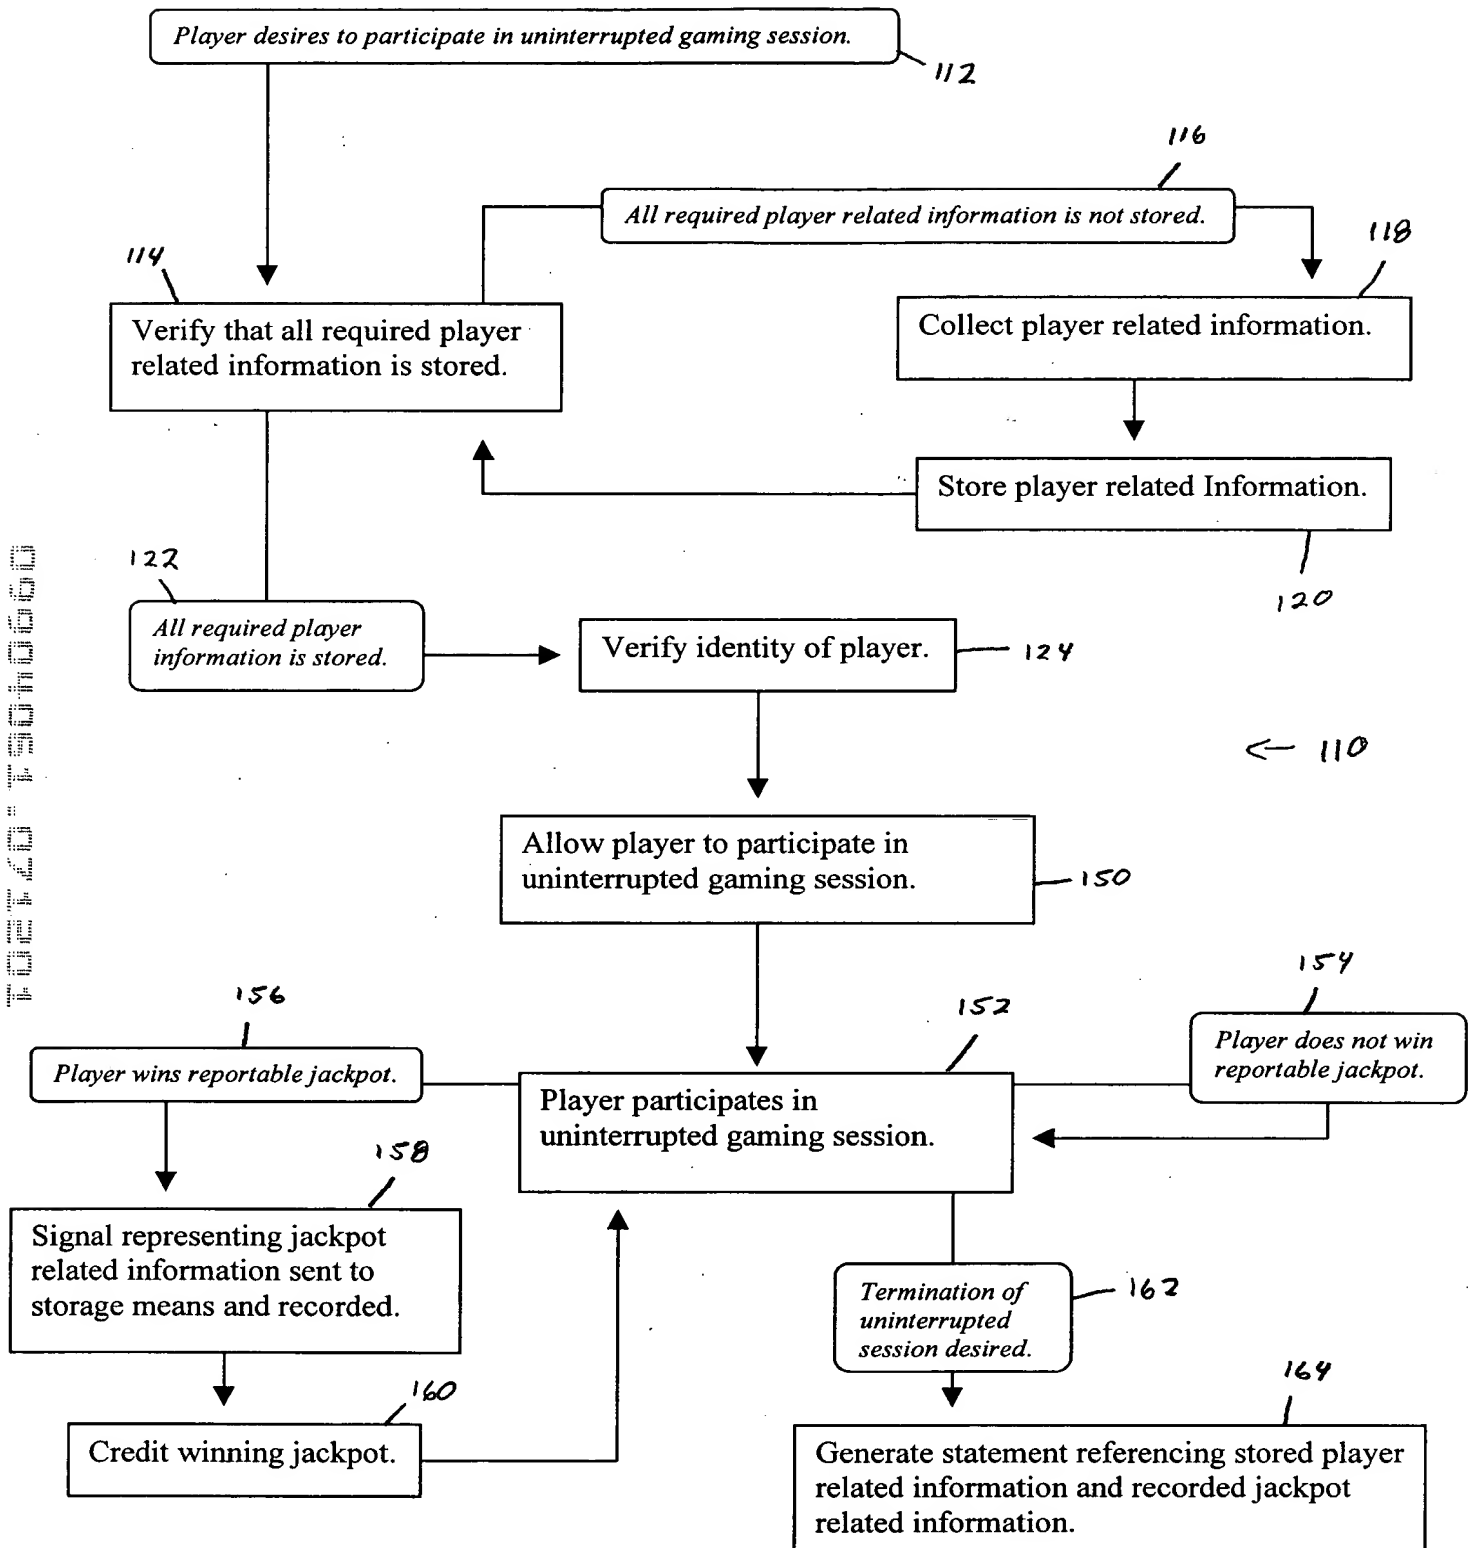 Player desires to participate in uninterrupted gaming session.
112
116
All required player related information is not stored.
114
118
Verify that all required player
related information is stored.
Collect player related information.
Store player related Information.
120
122
All required player
information is stored.
Verify identity of player.
124
← 110
Allow player to participate in
uninterrupted gaming session.
150
154
156
152
Player does not win
reportable jackpot.
Player wins reportable jackpot.
Player participates in
uninterrupted gaming session.
158
Signal representing jackpot
related information sent to
storage means and recorded.
Termination of
uninterrupted
session desired.
162
160
164
Credit winning jackpot.
Generate statement referencing stored player
related information and recorded jackpot
related information.